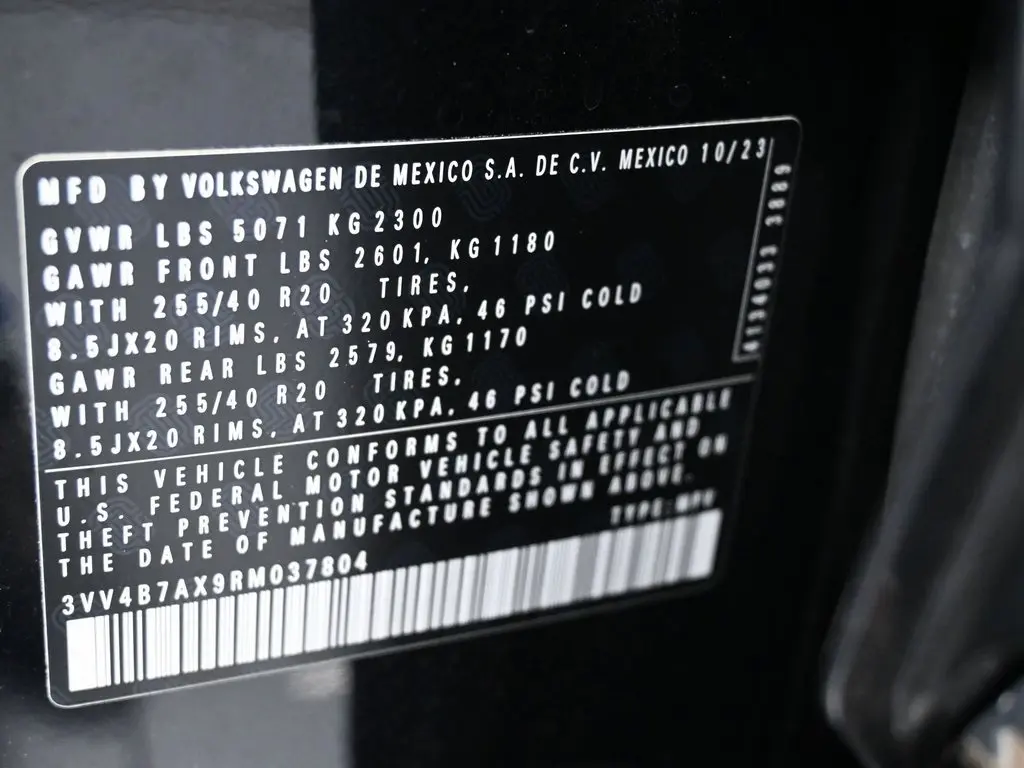 MFD BY VOLKSWAGEN DE MEXICO S.A. DE C.V. MEXICO 10/23
GVWR LBS 5071 KG 2300
GAWR FRONT LBS 2601, KG 1180
WITH 255/40 R20 TIRES,
8.5JX20 RIMS, AT 320 KPA, 46 PSI COLD
GAWR REAR LBS 2579, KG 1170
WITH 255/40 R20 TIRES,
8.5JX20 RIMS, AT 320 KPA, 46 PSI COLD
THIS VEHICLE CONFORMS TO ALL APPLICABLE
U.S. FEDERAL MOTOR VEHICLE SAFETY AND
THEFT PREVENTION STANDARDS IN EFFECT ON
THE DATE OF MANUFACTURE SHOWN ABOVE.
TYPE: MPV
3VV4B7AX9RM037804